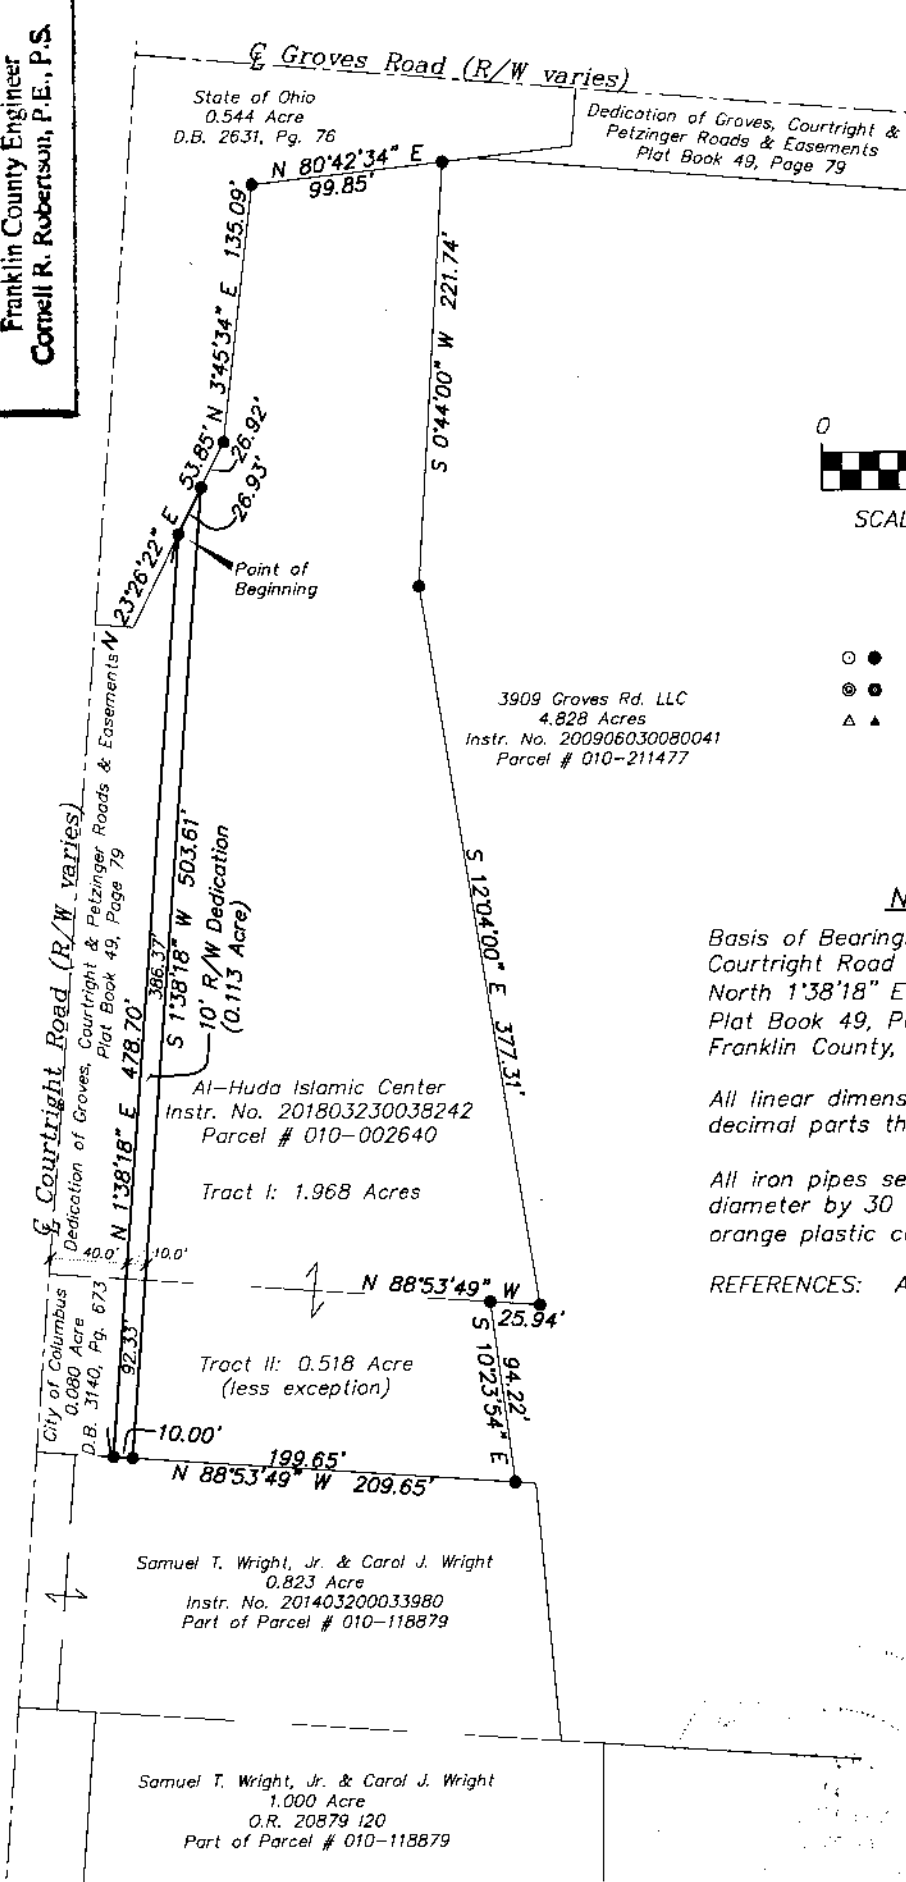 Franklin County Engineer
Cornell R. Robertson, P.E., P.S.
℄ Groves Road (R/W varies)
State of Ohio
0.544 Acre
D.B. 2631, Pg. 76
Dedication of Groves, Courtright &
Petzinger Roads & Easements
Plat Book 49, Page 79
N 80°42'34" E
99.85'
N 3°45'34" E 135.09'
S 0°44'00" W 221.74'
26.92'
26.93'
N 23°26'22" E 53.85'
Point of
Beginning
0
SCAL
3909 Groves Rd. LLC
4.828 Acres
Instr. No. 200906030080041
Parcel # 010-211477
℄ Courtright Road (R/W varies)
Dedication of Groves, Courtright & Petzinger Roads & Easements
Plat Book 49, Page 79
N 1°38'18" E 478.70'
386.37'
S 1°38'18" W 503.61'
10' R/W Dedication
(0.113 Acre)
S 12°04'00" E 377.31'
N
Basis of Bearing
Courtright Road
North 1°38'18" E
Plat Book 49, P
Franklin County,
All linear dimens
decimal parts th
All iron pipes se
diameter by 30
orange plastic c
REFERENCES: A
Al-Huda Islamic Center
Instr. No. 201803230038242
Parcel # 010-002640
Tract I: 1.968 Acres
40.0'
10.0'
N 88°53'49" W
25.94'
S 10°23'54" E
94.22'
City of Columbus
0.080 Acre
D.B. 3140, Pg. 673
92.33'
Tract II: 0.518 Acre
(less exception)
10.00'
199.65'
N 88°53'49" W 209.65'
Samuel T. Wright, Jr. & Carol J. Wright
0.823 Acre
Instr. No. 201403200033980
Part of Parcel # 010-118879
Samuel T. Wright, Jr. & Carol J. Wright
1.000 Acre
O.R. 20879 I20
Part of Parcel # 010-118879